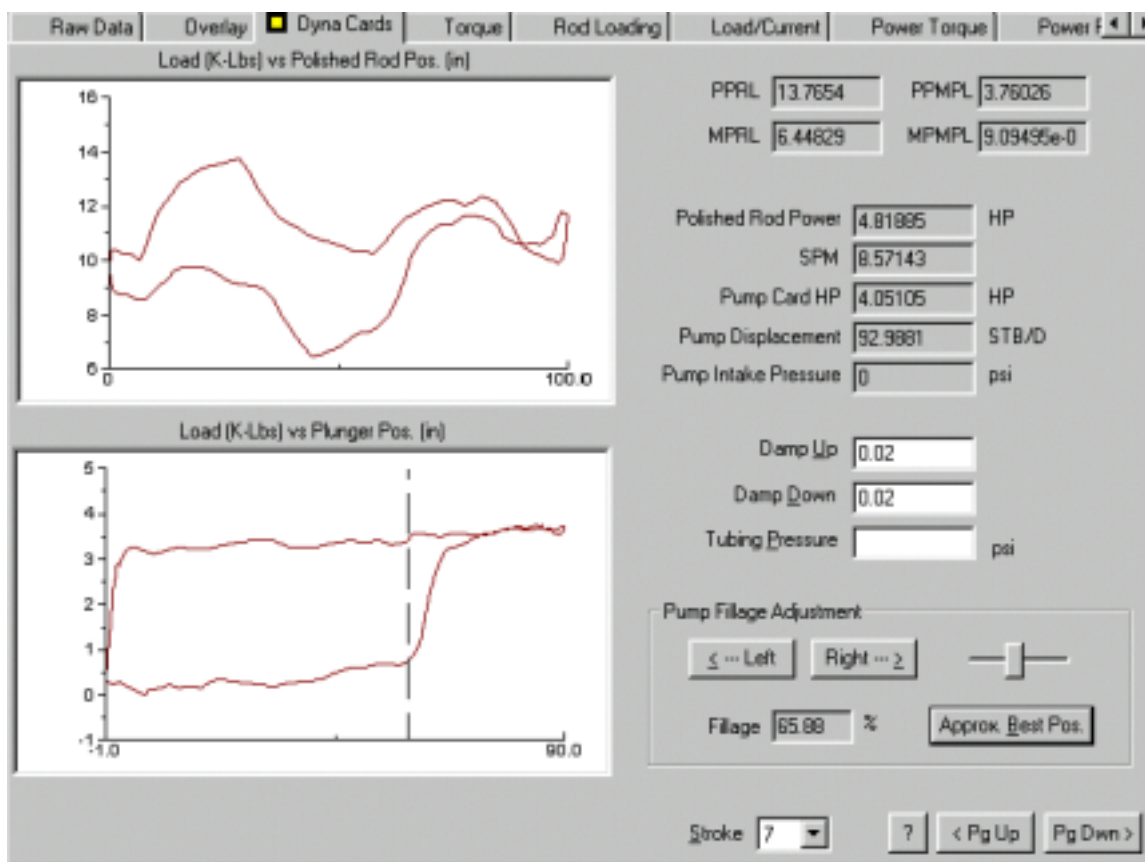 Raw Data Overlay Dyna Cards Torque Rod Loading Load/Current Power Torque Power
Load (K-Lbs) vs Polished Rod Pos. (in)
16
14
12
10
8
6
0 100.0
PPRL 13.7654 PPMPL 3.76026
MPRL 6.44829 MPMPL 9.09495e-0
Polished Rod Power 4.81885 HP
SPM 8.57143
Pump Card HP 4.05105 HP
Pump Displacement 92.9881 STB/D
Pump Intake Pressure 0 psi
Load (K-Lbs) vs Plunger Pos. (in)
5
4
3
2
1
0
-1
-1.0 90.0
Damp Up 0.02
Damp Down 0.02
Tubing Pressure psi
Pump Fillage Adjustment
< --- Left Right --- >
Fillage 65.88 % Approx. Best Pos.
Stroke 7 ? < Pg Up Pg Dwn >